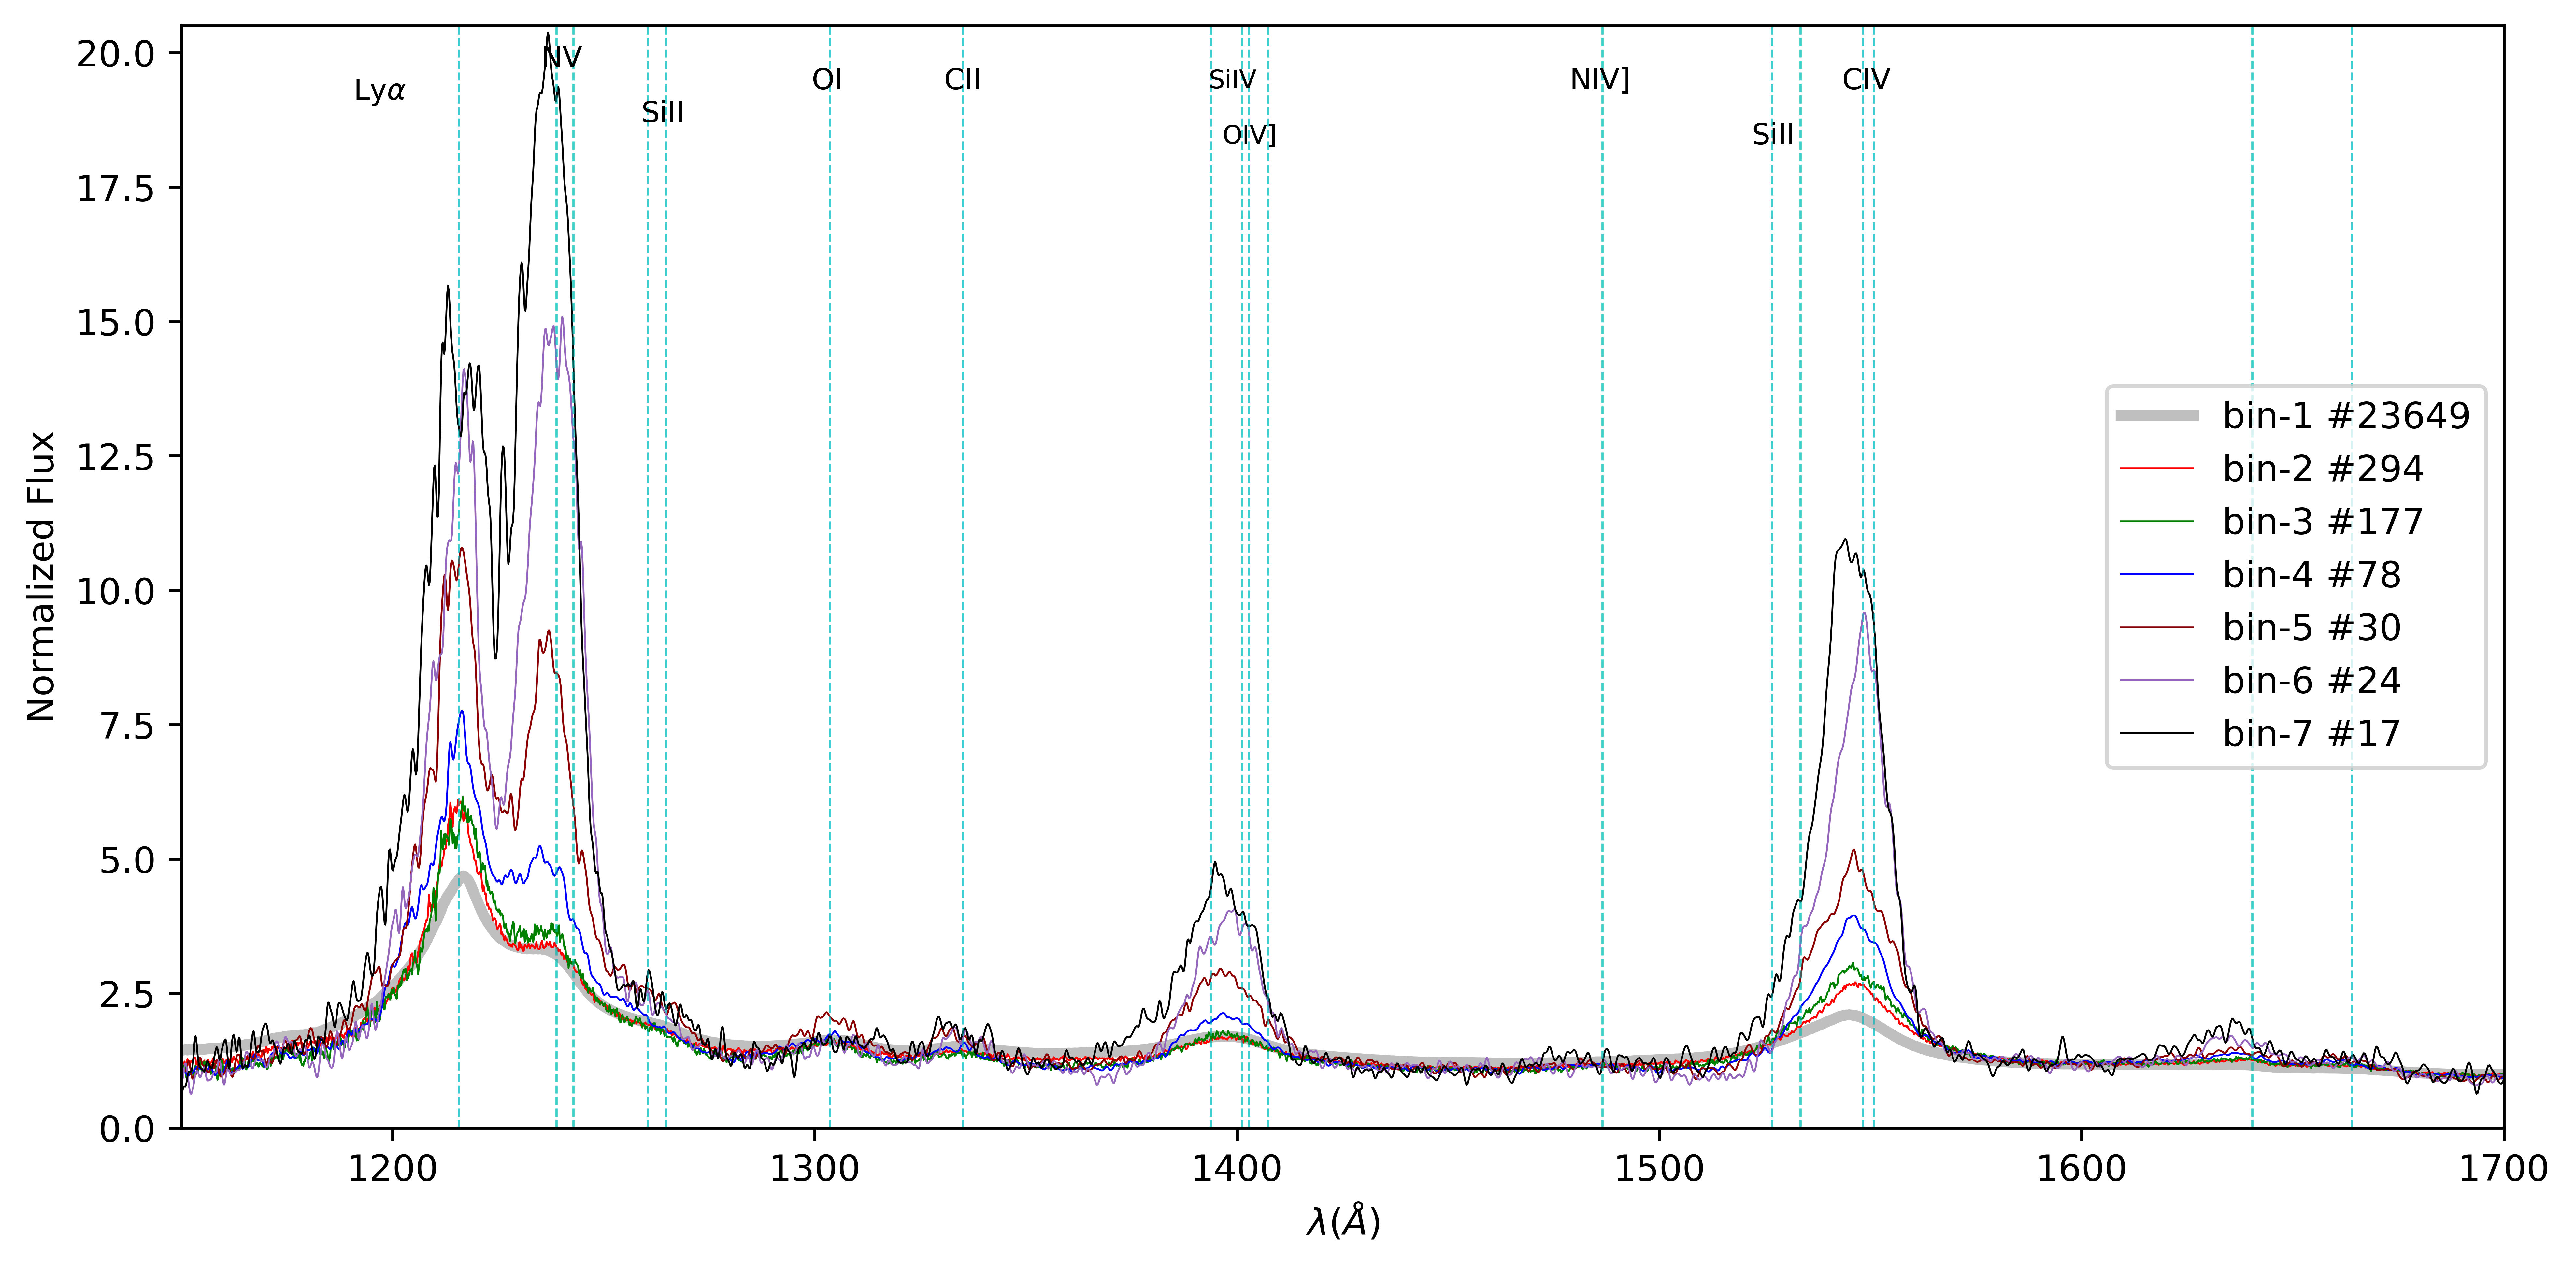 20.0
17.5
15.0
12.5
10.0
7.5
5.0
2.5
0.0
Normalized Flux
Lyα
NV
SiII
OI
CII
SiIV
OIV]
NIV]
SiII
CIV
bin-1 #23649
bin-2 #294
bin-3 #177
bin-4 #78
bin-5 #30
bin-6 #24
bin-7 #17
1200
1300
1400
1500
1600
1700
λ(Å)